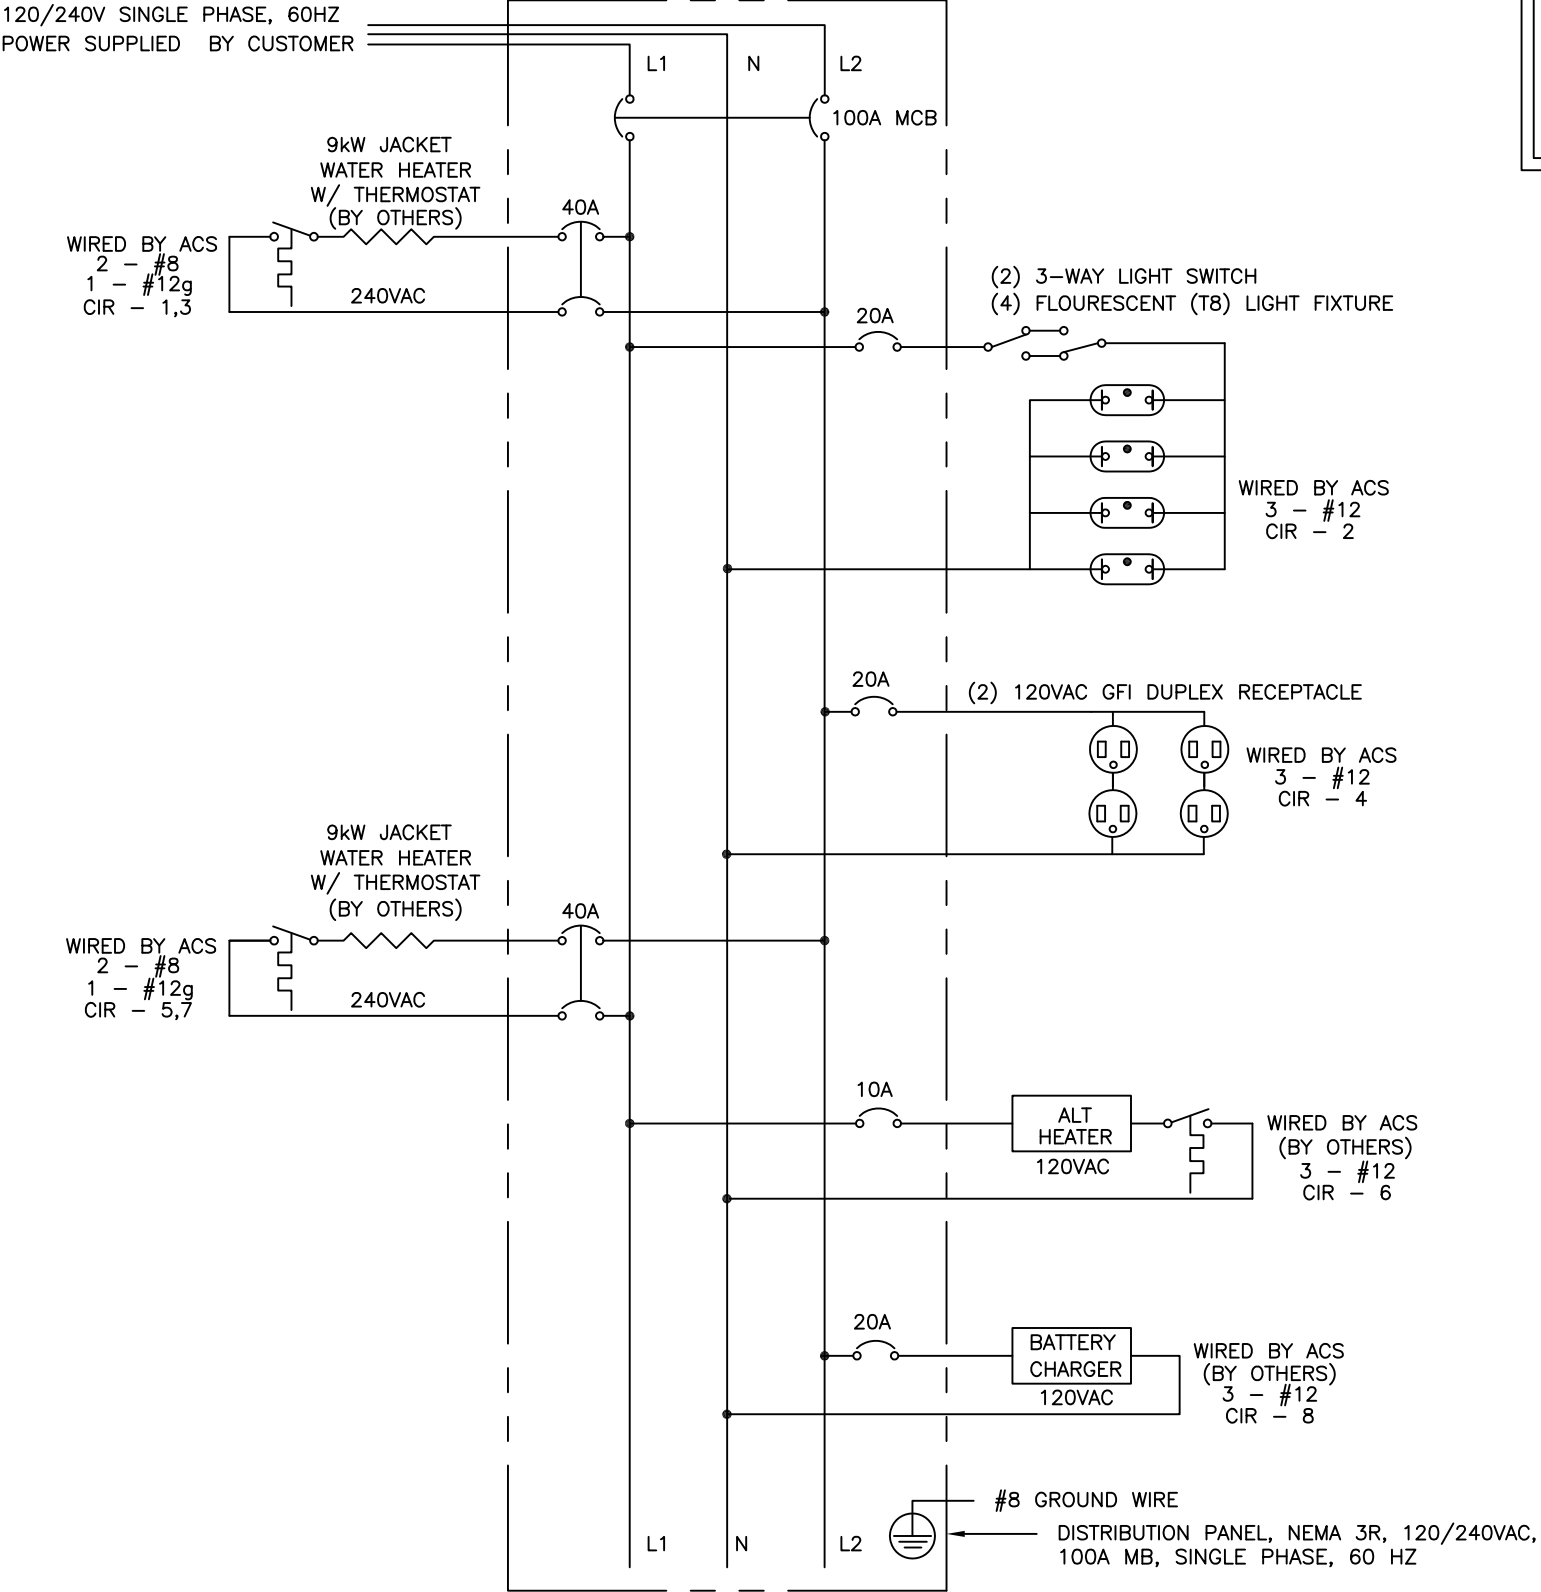 120/240V SINGLE PHASE, 60HZ
POWER SUPPLIED BY CUSTOMER
L1
N
L2
100A MCB
9kW JACKET
WATER HEATER
W/ THERMOSTAT
(BY OTHERS)
40A
WIRED BY ACS
2 - #8
1 - #12g
CIR - 1,3
240VAC
(2) 3-WAY LIGHT SWITCH
(4) FLOURESCENT (T8) LIGHT FIXTURE
20A
WIRED BY ACS
3 - #12
CIR - 2
20A
(2) 120VAC GFI DUPLEX RECEPTACLE
WIRED BY ACS
3 - #12
CIR - 4
9kW JACKET
WATER HEATER
W/ THERMOSTAT
(BY OTHERS)
40A
WIRED BY ACS
2 - #8
1 - #12g
CIR - 5,7
240VAC
10A
ALT
HEATER
120VAC
WIRED BY ACS
(BY OTHERS)
3 - #12
CIR - 6
20A
BATTERY
CHARGER
120VAC
WIRED BY ACS
(BY OTHERS)
3 - #12
CIR - 8
#8 GROUND WIRE
L1
N
L2
DISTRIBUTION PANEL, NEMA 3R, 120/240VAC,
100A MB, SINGLE PHASE, 60 HZ